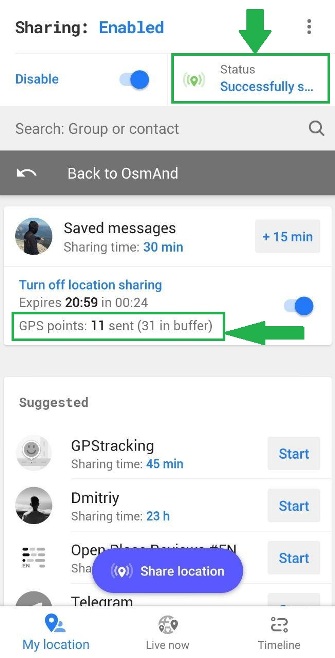 Sharing: Enabled
Disable
Status
Successfully s...
Search: Group or contact
Back to OsmAnd
Saved messages
Sharing time: 30 min
+ 15 min
Turn off location sharing
Expires 20:59 in 00:24
GPS points: 11 sent (31 in buffer)
Suggested
GPStracking
Sharing time: 45 min
Start
Dmitriy
Sharing time: 23 h
Start
Open Place Reviews #EN
EN
Start
Share location
Telegram
My location
Live now
Timeline